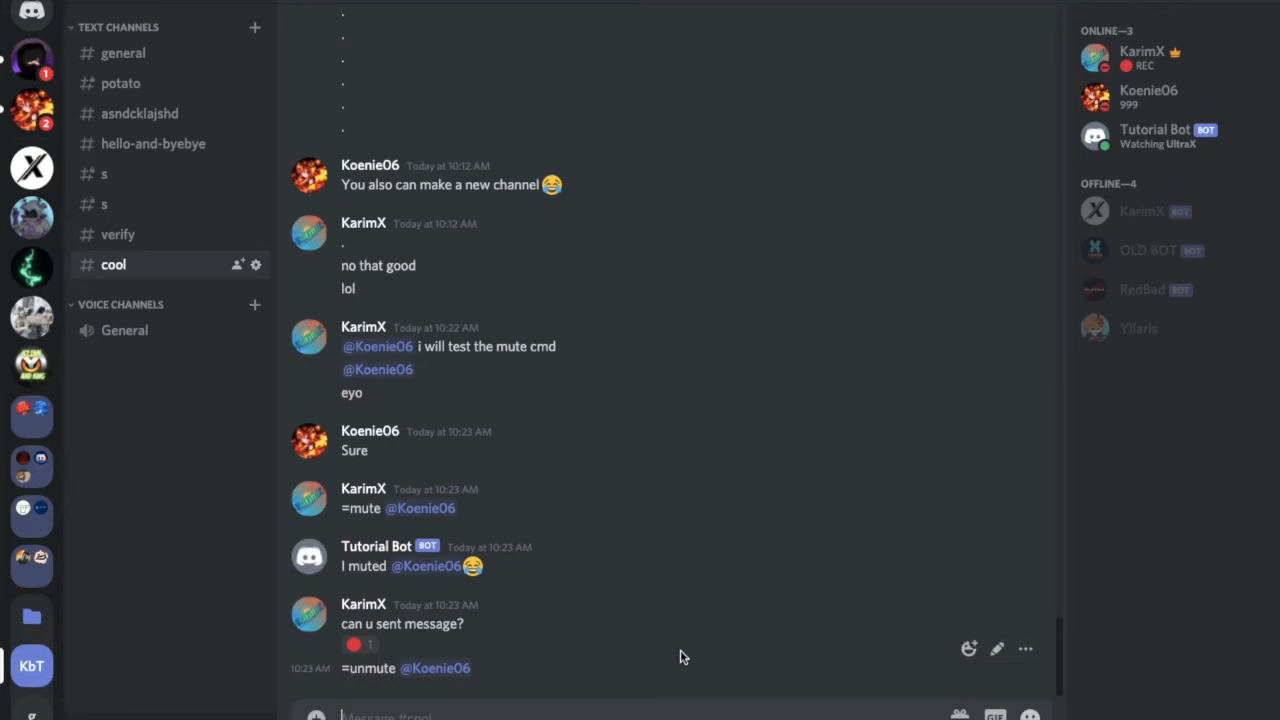 TEXT CHANNELS
general
potato
asndcklajshd
hello-and-byebye
s
s
verify
cool
VOICE CHANNELS
General
1
2
KbT
.
.
.
.
.
.
Koenie06 Today at 10:12 AM
You also can make a new channel😂
KarimX Today at 10:12 AM
.
no that good
lol
KarimX Today at 10:22 AM
@Koenie06 i will test the mute cmd
@Koenie06
eyo
Koenie06 Today at 10:23 AM
Sure
KarimX Today at 10:23 AM
=mute @Koenie06
Tutorial Bot BOT Today at 10:23 AM
I muted @Koenie06😂
KarimX Today at 10:23 AM
can u sent message?
1
10:23 AM =unmute @Koenie06
Message #cool
GIF
ONLINE—3
KarimX
REC
Koenie06
999
Tutorial Bot BOT
Watching UltraX
OFFLINE—4
KarimX BOT
OLD BOT BOT
RedBad BOT
Yllaris